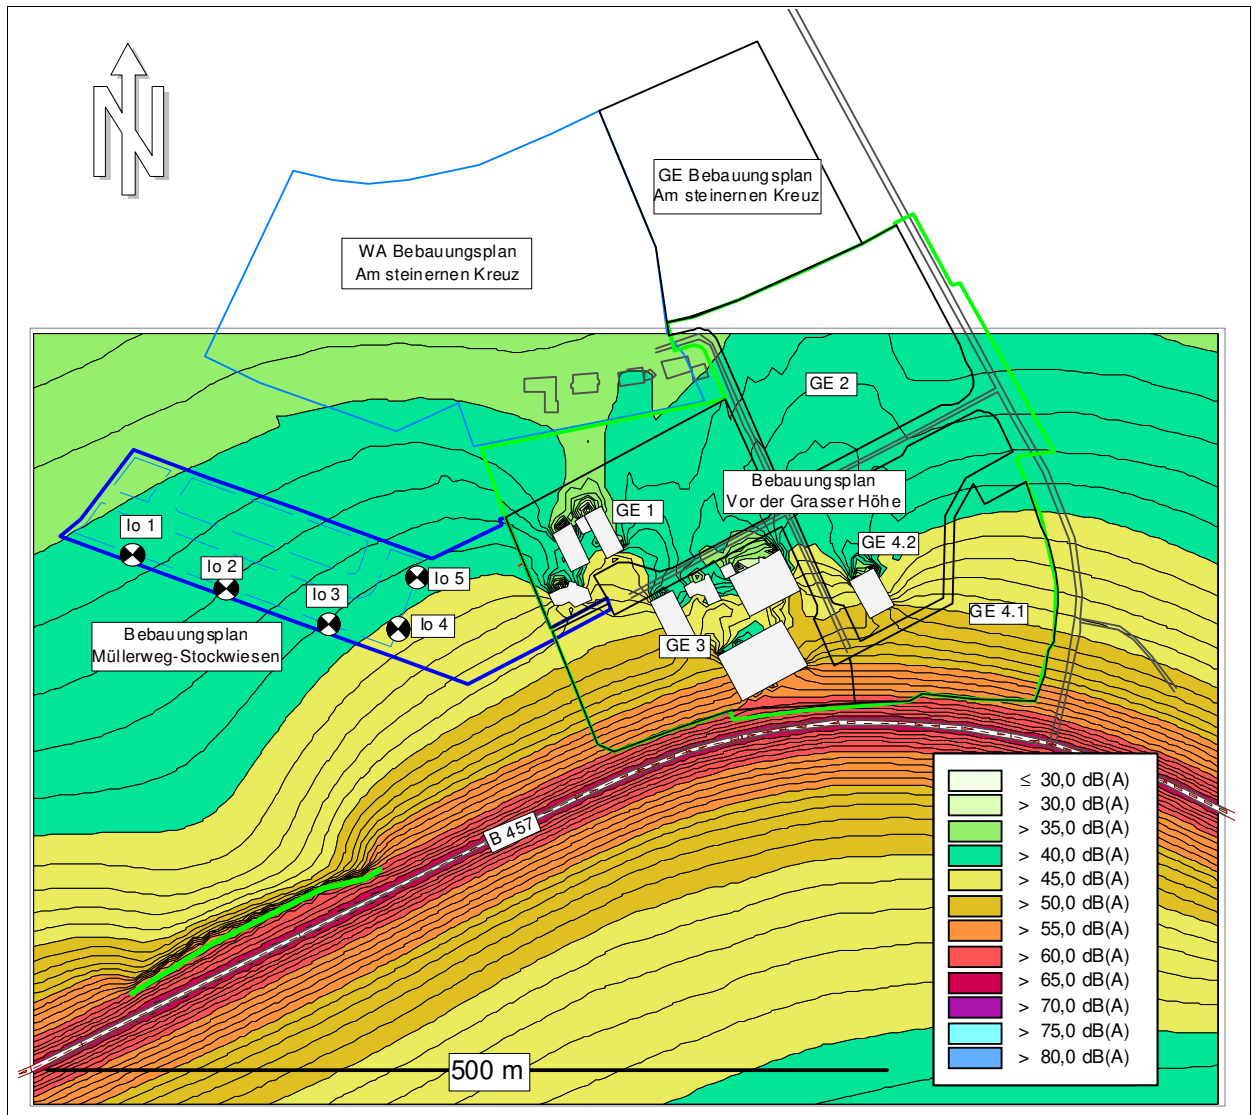 N
GE Bebauungsplan
Am steinernen Kreuz
WA Bebauungsplan
Am steinernen Kreuz
GE 2
Bebauungsplan
Vor der Grasser Höhe
GE 1
GE 4.2
Io 1
Io 2
Io 5
Io 3
Io 4
GE 4.1
Bebauungsplan
Müllerweg-Stockwiesen
GE 3
B 457
≤ 30,0 dB(A)
> 30,0 dB(A)
> 35,0 dB(A)
> 40,0 dB(A)
> 45,0 dB(A)
> 50,0 dB(A)
> 55,0 dB(A)
> 60,0 dB(A)
> 65,0 dB(A)
> 70,0 dB(A)
> 75,0 dB(A)
> 80,0 dB(A)
500 m